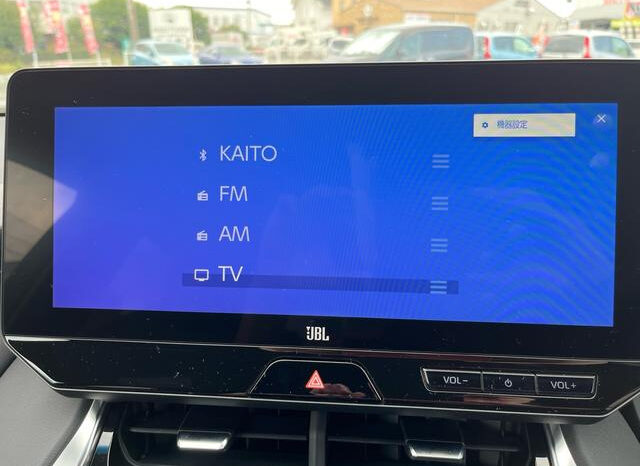 機器設定
KAITO
FM
AM
TV
JBL
VOL-
VOL+